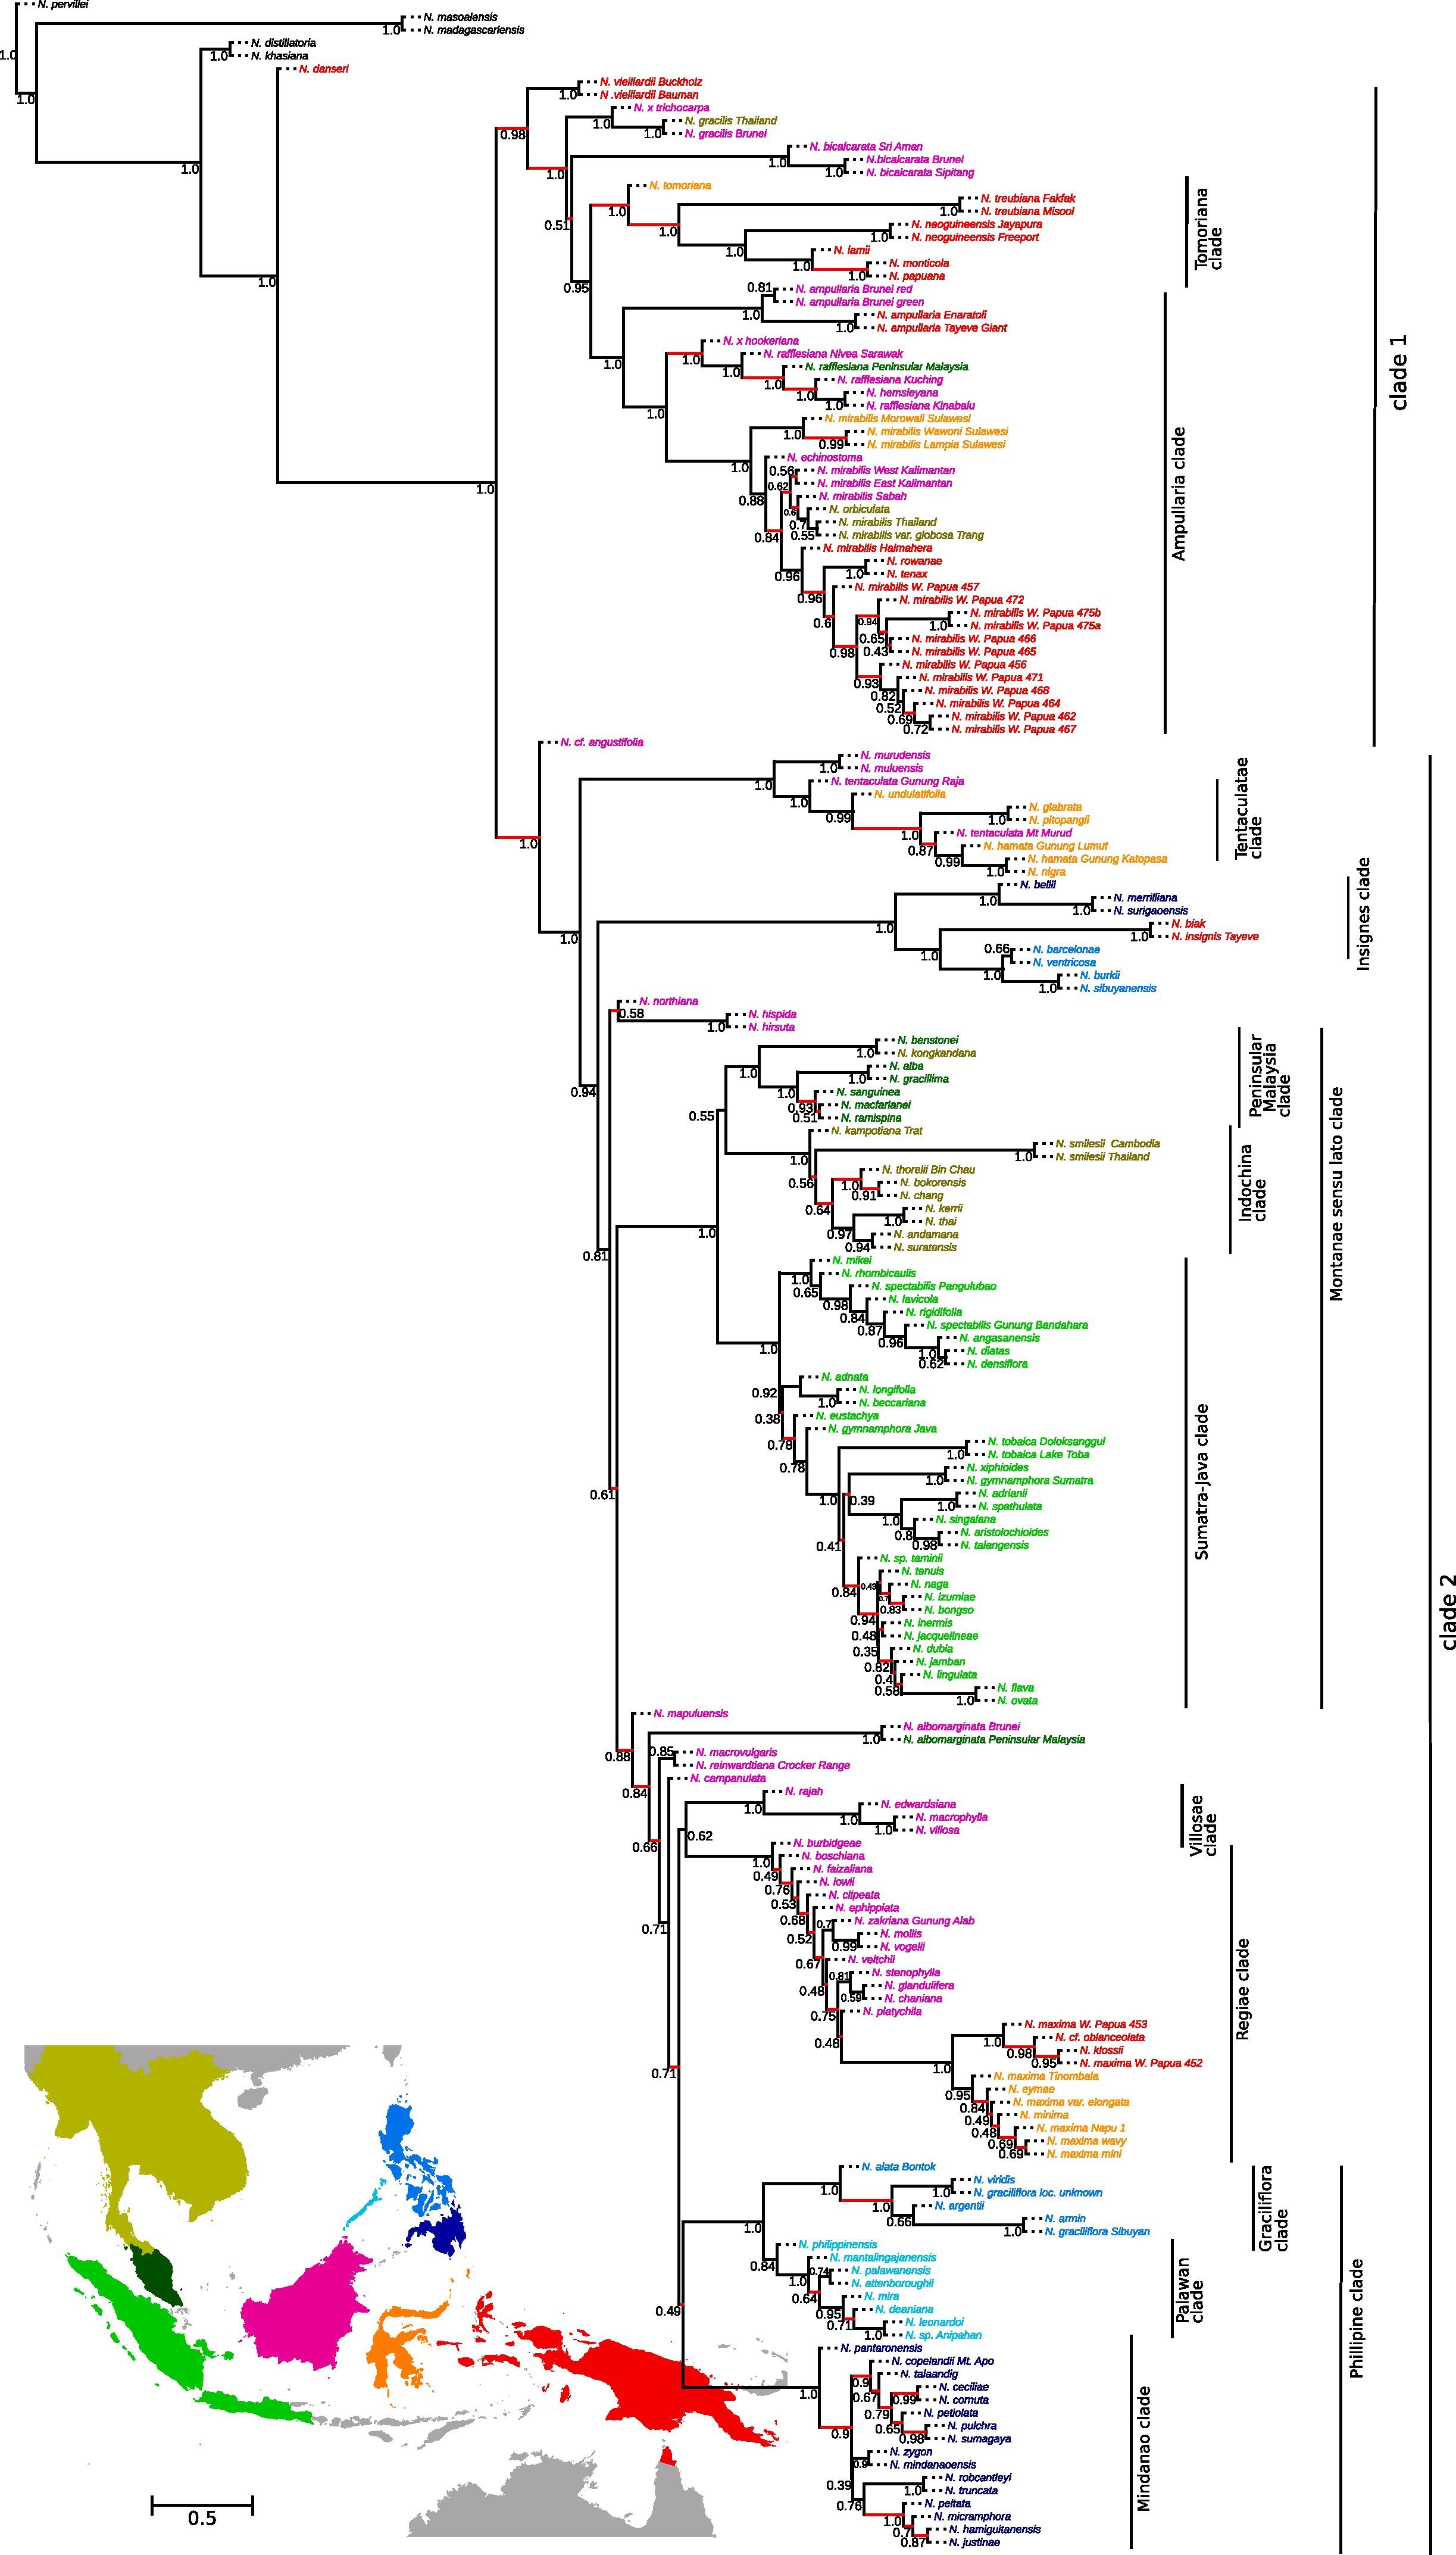 N. pervillei
N. masoalensis
1.0
N. madagascariensis
N. distillatoria
1.0
1.0
N. khasiana
N. danseri
N. vieillardii Buckholz
1.0
1.0
N .vieillardii Bauman
N. x trichocarpa
N. gracilis Thailand
1.0
0.98
1.0
N. gracilis Brunei
N. bicalcarata Sri Aman
N.bicalcarata Brunei
1.0
1.0
1.0
1.0
N. bicalcarata Sipitang
N. tomoriana
N. treubiana Fakfak
1.0
1.0
N. treubiana Misool
0.51
N. neoguineensis Jayapura
1.0
1.0
N. neoguineensis Freeport
N. lamii
1.0
N. monticola
1.0
1.0
N. papuana
Tomoriana
clade
1.0
0.95
0.81
N. ampullaria Brunei red
N. ampullaria Brunei green
N. ampullaria Enaratoli
1.0
1.0
N. ampullaria Tayeve Giant
N. x hookeriana
N. rafflesiana Nivea Sarawak
1.0
1.0
N. rafflesiana Peninsular Malaysia
1.0
1.0
N. rafflesiana Kuching
N. hemsleyana
1.0
1.0
N. rafflesiana Kinabalu
1.0
N. mirabilis Morowali Sulawesi
N. mirabilis Wawoni Sulawesi
1.0
0.99
N. mirabilis Lampia Sulawesi
N. echinostoma
1.0
0.56
N. mirabilis West Kalimantan
N. mirabilis East Kalimantan
0.62
N. mirabilis Sabah
0.88
0.6
N. orbiculata
0.7
N. mirabilis Thailand
0.84
0.55
N. mirabilis var. globosa Trang
N. mirabilis Halmahera
N. rowanae
0.96
1.0
N. tenax
N. mirabilis W. Papua 457
0.96
N. mirabilis W. Papua 472
N. mirabilis W. Papua 475b
0.6
0.94
1.0
N. mirabilis W. Papua 475a
0.65
N. mirabilis W. Papua 466
0.98
0.43
N. mirabilis W. Papua 465
N. mirabilis W. Papua 456
0.93
N. mirabilis W. Papua 471
0.82
N. mirabilis W. Papua 468
0.52
N. mirabilis W. Papua 464
0.69
N. mirabilis W. Papua 462
0.72
N. mirabilis W. Papua 467
Ampullaria clade
clade 1
1.0
N. cf. angustifolia
N. murudensis
1.0
N. muluensis
1.0
N. tentaculata Gunung Raja
1.0
N. undulatifolia
0.99
N. glabrata
1.0
N. pitopangii
1.0
N. tentaculata Mt Murud
1.0
0.87
N. hamata Gunung Lumut
0.99
N. hamata Gunung Katopasa
1.0
N. nigra
Tentaculatae
clade
N. bellii
1.0
N. merrilliana
1.0
N. surigaoensis
1.0
N. biak
1.0
N. insignis Tayeve
1.0
1.0
0.66
N. barcelonae
N. ventricosa
1.0
N. burkii
1.0
N. sibuyanensis
Insignes clade
N. northiana
0.58
N. hispida
1.0
N. hirsuta
N. benstonei
1.0
N. kongkandana
N. alba
1.0
1.0
N. gracillima
0.94
1.0
N. sanguinea
0.93
N. macfarlanei
0.55
0.51
N. ramispina
Peninsular
Malaysia
clade
N. kampotiana Trat
N. smilesii Cambodia
1.0
1.0
N. smilesii Thailand
0.56
N. thorelii Bin Chau
1.0
N. bokorensis
0.91
N. chang
0.64
N. kerrii
1.0
N. thai
0.97
N. andamana
0.94
N. suratensis
Indochina
clade
1.0
0.81
N. mikei
1.0
N. rhombicaulis
0.65
N. spectabilis Pangulubao
0.98
N. lavicola
0.84
N. rigidifolia
0.87
N. spectabilis Gunung Bandahara
0.96
N. angasanensis
1.0
1.0
N. diatas
0.62
N. densiflora
N. adnata
0.92
N. longifolia
1.0
N. beccariana
0.38
N. eustachya
N. gymnamphora Java
0.78
N. tobaica Doloksanggul
1.0
N. tobaica Lake Toba
0.78
N. xiphioides
1.0
N. gymnamphora Sumatra
0.61
1.0
0.39
N. adrianii
1.0
N. spathulata
1.0
N. singalana
0.8
N. aristolochioides
0.41
0.98
N. talangensis
N. sp. taminii
N. tenuis
0.84
0.43
N. naga
0.7
N. izumiae
0.83
N. bongso
0.94
N. inermis
0.48
N. jacquelineae
0.35
N. dubia
0.82
N. jamban
0.4
N. lingulata
0.58
N. flava
1.0
N. ovata
Sumatra-Java clade
Montanae sensu lato clade
N. mapuluensis
N. albomarginata Brunei
1.0
N. albomarginata Peninsular Malaysia
0.88
0.85
N. macrovulgaris
N. reinwardtiana Crocker Range
N. campanulata
0.84
N. rajah
N. edwardsiana
1.0
1.0
N. macrophylla
1.0
N. villosa
Villosae
clade
0.62
0.66
N. burbidgeae
N. boschiana
1.0
N. faizaliana
0.49
N. lowii
0.76
N. clipeata
0.53
N. ephippiata
0.68
0.7
N. zakriana Gunung Alab
0.71
N. mollis
0.52
0.99
N. vogelii
N. veitchii
0.67
N. stenophylla
0.81
N. glandulifera
0.48
0.59
N. chaniana
N. platychila
0.75
N. maxima W. Papua 453
0.48
N. cf. oblanceolata
1.0
N. klossii
0.98
0.95
N. maxima W. Papua 452
0.71
1.0
N. maxima Tinombala
N. eymae
0.95
N. maxima var. elongata
0.84
N. minima
0.49
N. maxima Napu 1
0.48
N. maxima wavy
0.69
0.69
N. maxima mini
Regiae clade
N. alata Bontok
N. viridis
1.0
1.0
N. graciliflora loc. unknown
1.0
N. argentii
0.66
N. armin
1.0
N. graciliflora Sibuyan
Graciliflora
clade
1.0
N. philippinensis
N. mantalingajanensis
0.84
0.74
N. palawanensis
1.0
N. attenboroughii
0.64
N. mira
0.49
0.95
N. deaniana
0.71
N. leonardoi
1.0
N. sp. Anipahan
Palawan
clade
N. pantaronensis
N. copelandii Mt. Apo
N. talaandig
0.9
N. ceciliae
1.0
0.67
0.99
N. cornuta
0.79
N. petiolata
0.65
N. pulchra
0.9
0.98
N. sumagaya
N. zygon
0.9
N. mindanaoensis
0.39
N. robcantleyi
1.0
N. truncata
0.76
N. peltata
N. micramphora
1.0
N. hamiguitanensis
0.7
0.87
N. justinae
Mindanao clade
Phillipine clade
clade 2
0.5